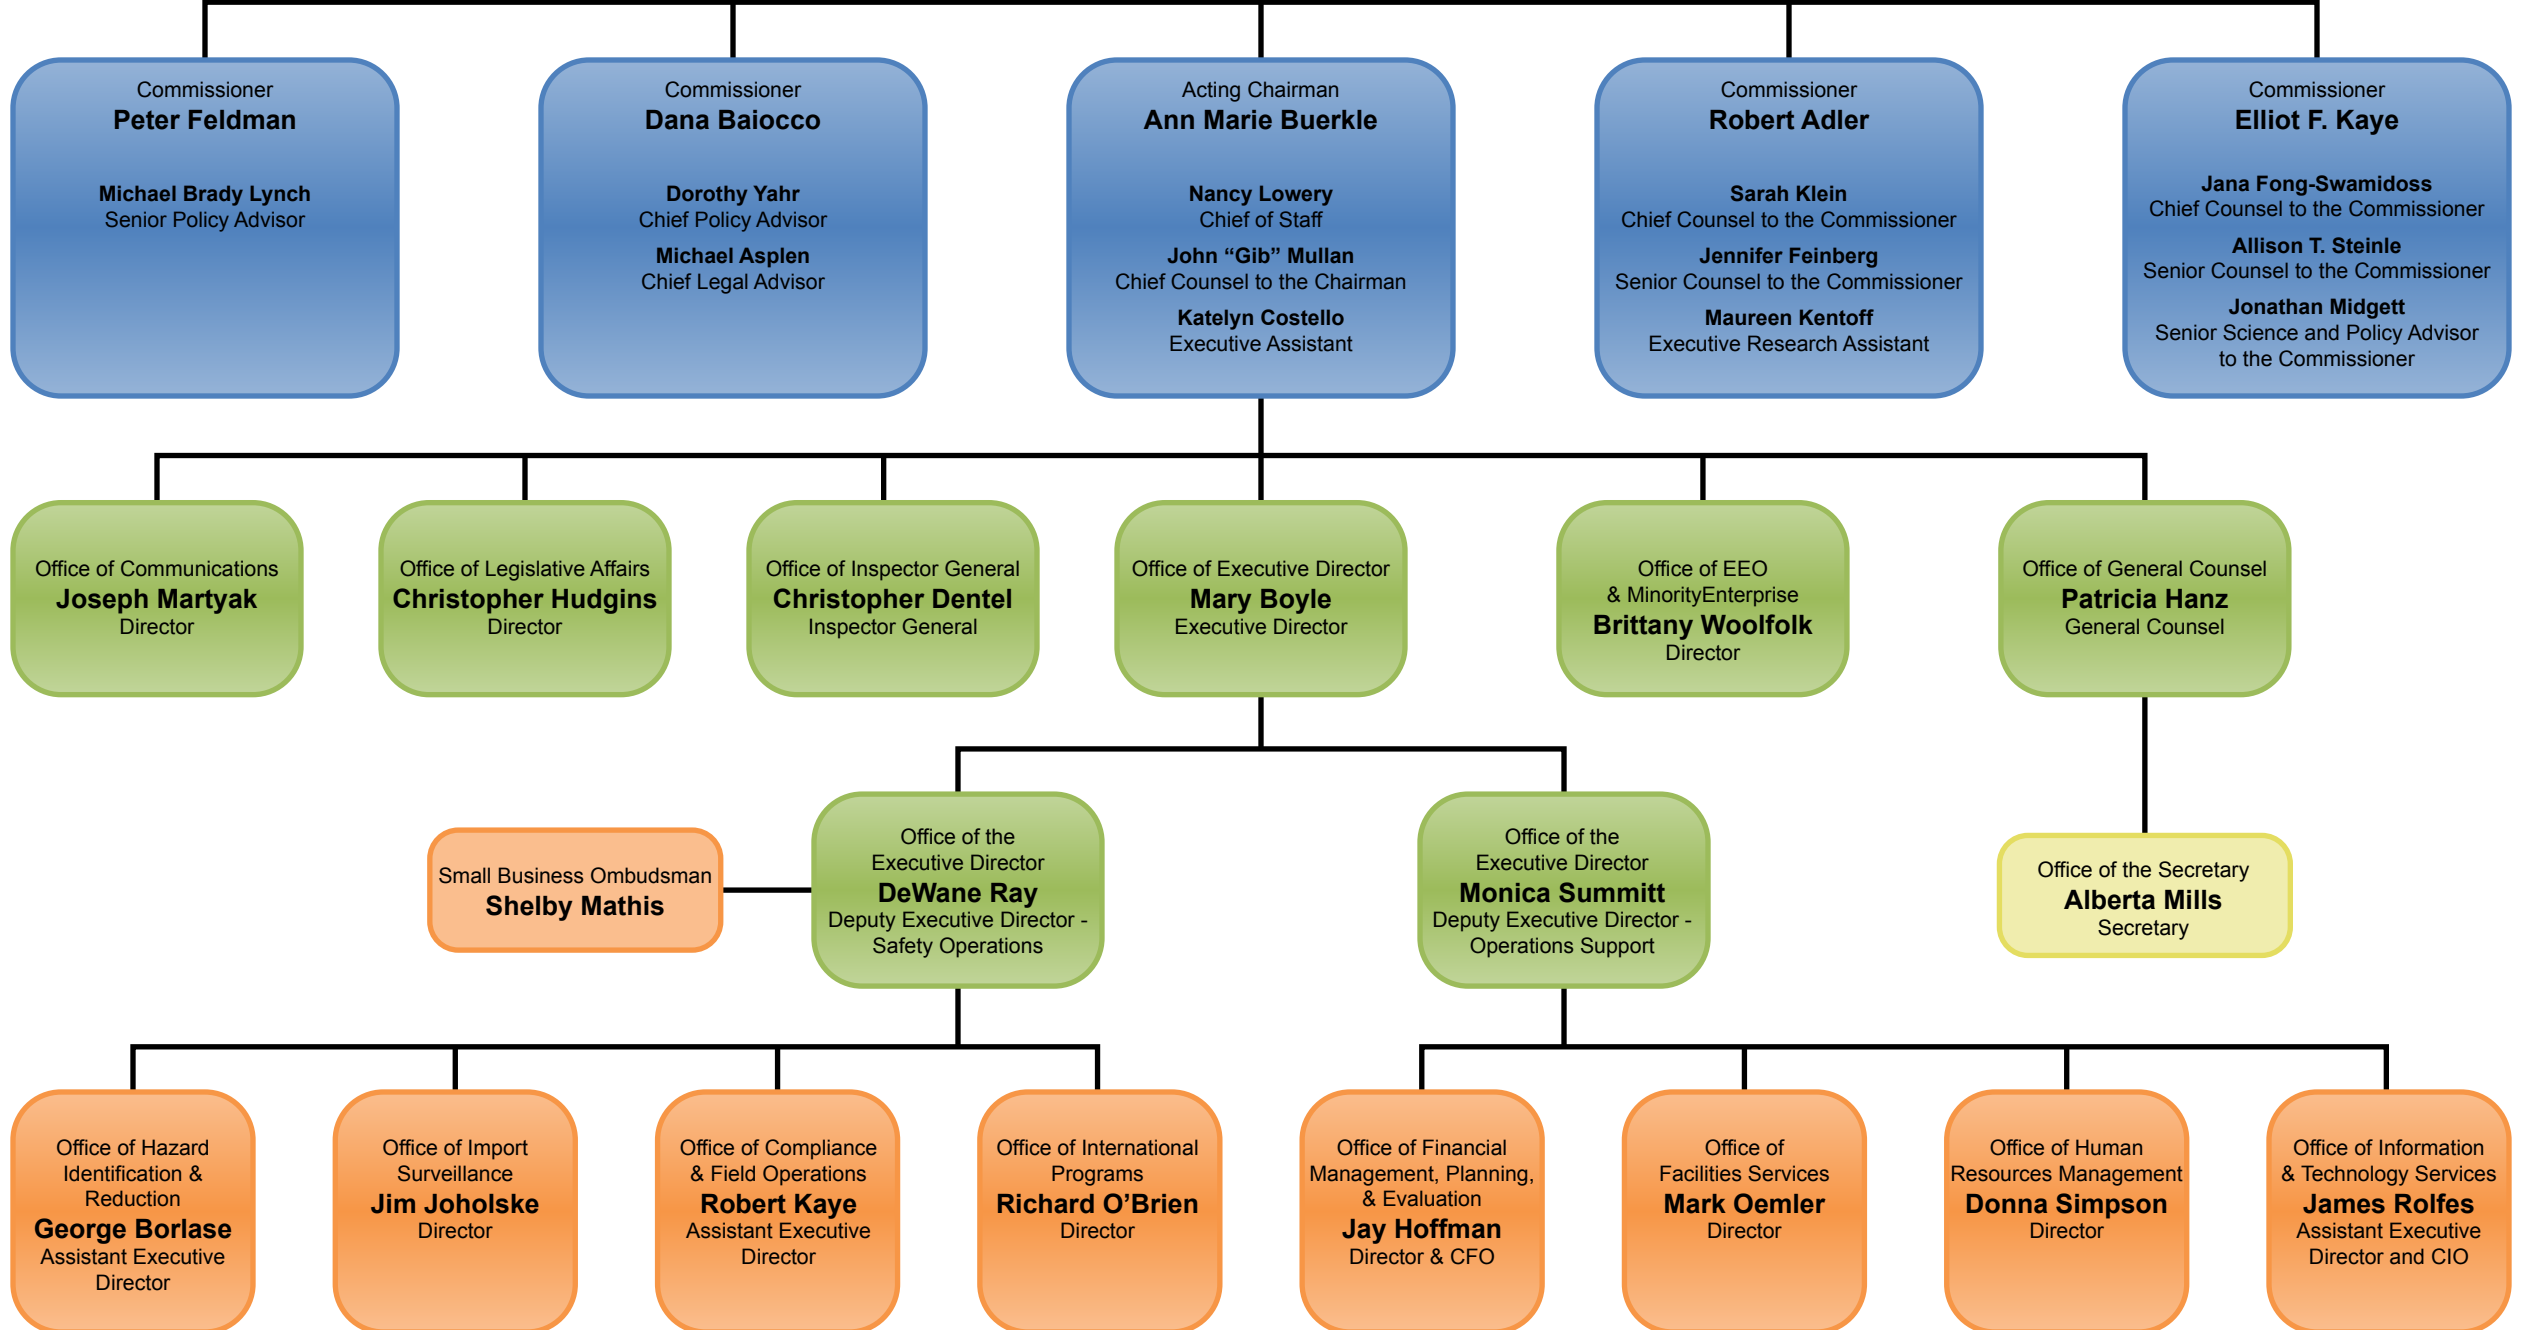 Commissioner
Peter Feldman
Michael Brady Lynch
Senior Policy Advisor
Commissioner
Dana Baiocco
Dorothy Yahr
Chief Policy Advisor
Michael Asplen
Chief Legal Advisor
Acting Chairman
Ann Marie Buerkle
Nancy Lowery
Chief of Staff
John “Gib” Mullan
Chief Counsel to the Chairman
Katelyn Costello
Executive Assistant
Commissioner
Robert Adler
Sarah Klein
Chief Counsel to the Commissioner
Jennifer Feinberg
Senior Counsel to the Commissioner
Maureen Kentoff
Executive Research Assistant
Commissioner
Elliot F. Kaye
Jana Fong-Swamidoss
Chief Counsel to the Commissioner
Allison T. Steinle
Senior Counsel to the Commissioner
Jonathan Midgett
Senior Science and Policy Advisor
to the Commissioner
Office of Communications
Joseph Martyak
Director
Office of Legislative Affairs
Christopher Hudgins
Director
Office of Inspector General
Christopher Dentel
Inspector General
Office of Executive Director
Mary Boyle
Executive Director
Office of EEO
& MinorityEnterprise
Brittany Woolfolk
Director
Office of General Counsel
Patricia Hanz
General Counsel
Small Business Ombudsman
Shelby Mathis
Office of the
Executive Director
DeWane Ray
Deputy Executive Director -
Safety Operations
Office of the
Executive Director
Monica Summitt
Deputy Executive Director -
Operations Support
Office of the Secretary
Alberta Mills
Secretary
Office of Hazard
Identification &
Reduction
George Borlase
Assistant Executive
Director
Office of Import
Surveillance
Jim Joholske
Director
Office of Compliance
& Field Operations
Robert Kaye
Assistant Executive
Director
Office of International
Programs
Richard O’Brien
Director
Office of Financial
Management, Planning,
& Evaluation
Jay Hoffman
Director & CFO
Office of
Facilities Services
Mark Oemler
Director
Office of Human
Resources Management
Donna Simpson
Director
Office of Information
& Technology Services
James Rolfes
Assistant Executive
Director and CIO